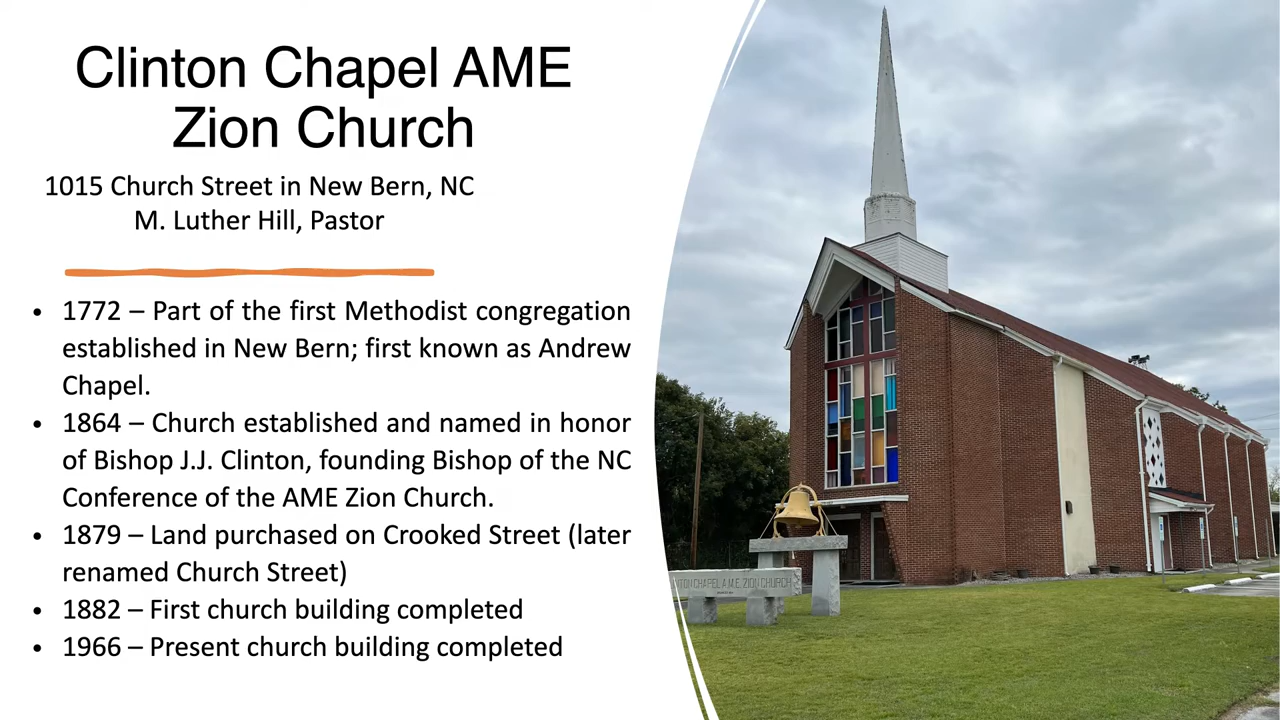 Clinton Chapel AME
Zion Church
1015 Church Street in New Bern, NC
M. Luther Hill, Pastor
• 1772 – Part of the first Methodist congregation
established in New Bern; first known as Andrew
Chapel.
• 1864 – Church established and named in honor
of Bishop J.J. Clinton, founding Bishop of the NC
Conference of the AME Zion Church.
• 1879 – Land purchased on Crooked Street (later
renamed Church Street)
• 1882 – First church building completed
• 1966 – Present church building completed
CHAPEL A.M.E. ZION CHURCH